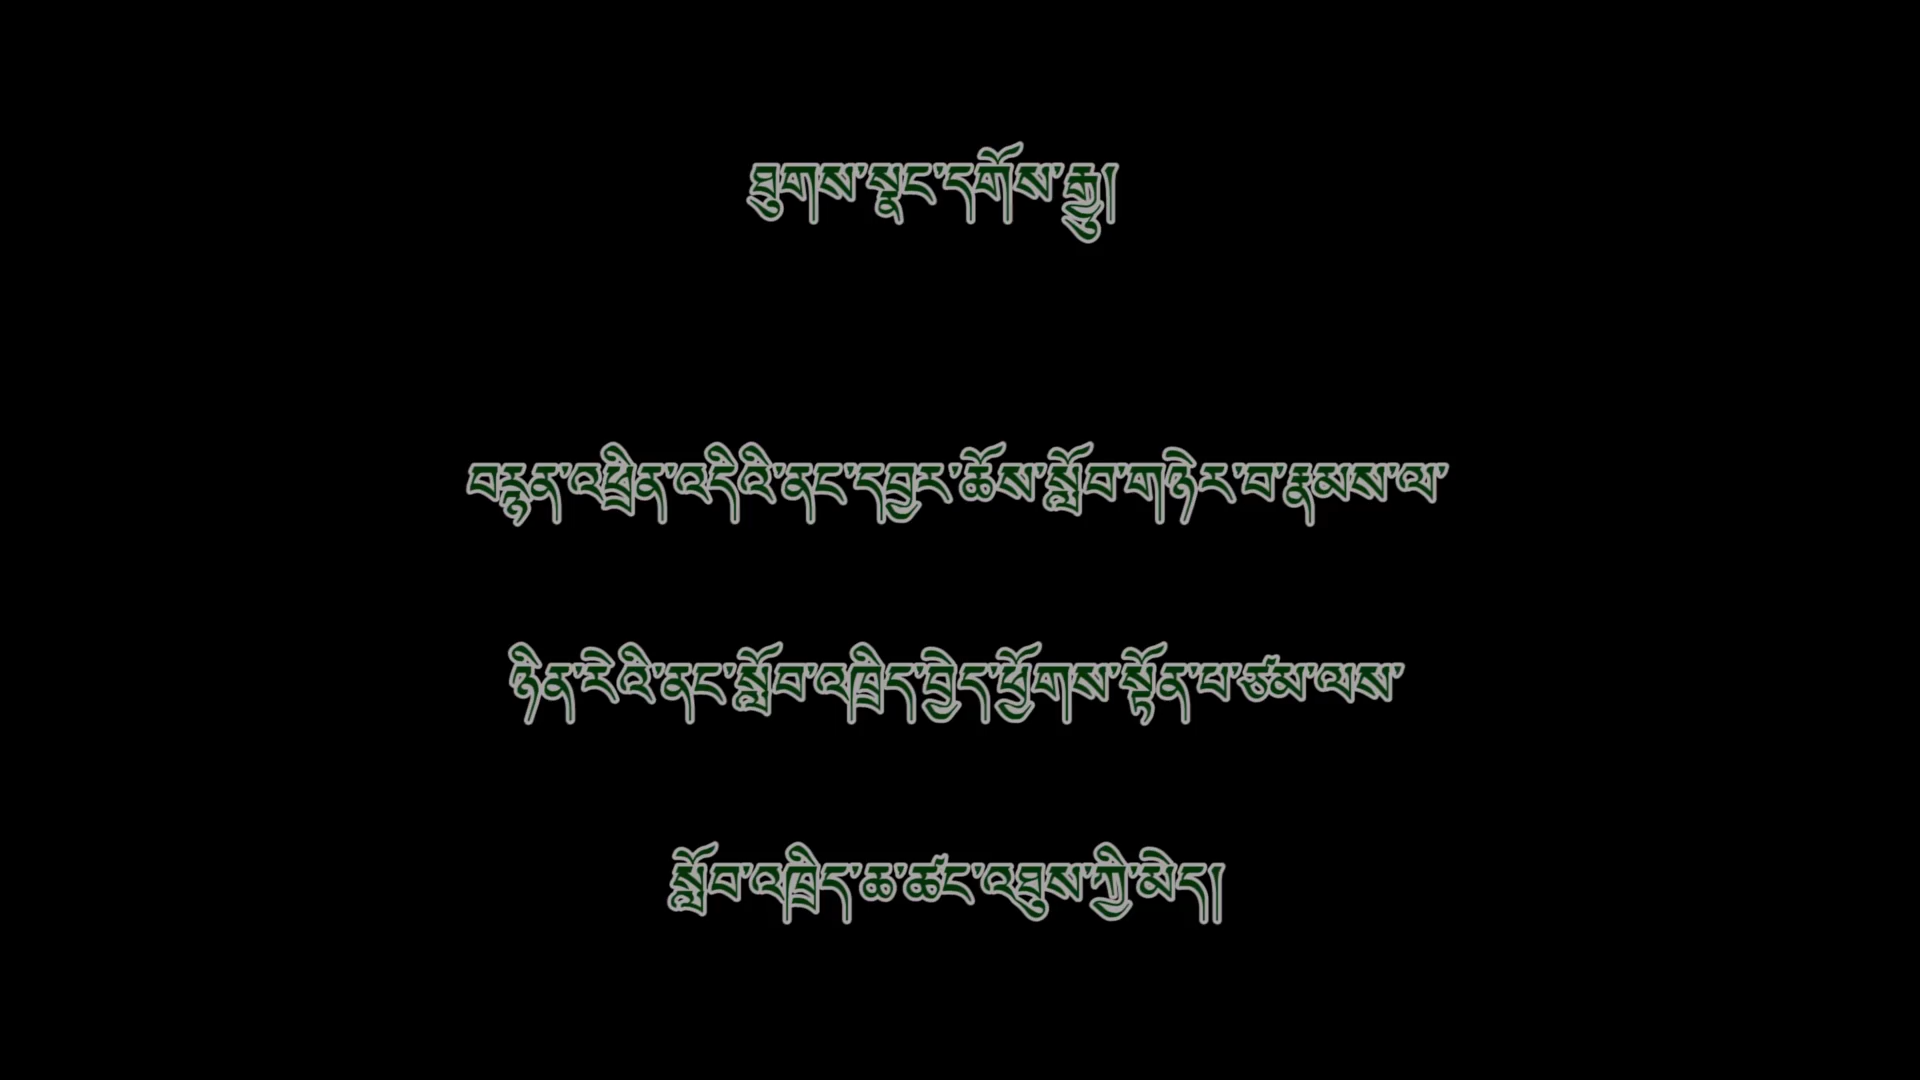 ཐུགས་སྣང་དགོས་རྒྱུ།
བརྙན་འཕྲིན་འདིའི་ནང་དབྱར་ཆོས་སློབ་གཉེར་བ་རྣམས་ལ་
ཉིན་རེའི་ནང་སློབ་འཁྲིད་བྱེད་ཕྱོགས་སྟོན་པ་ཙམ་ལས་
སློབ་འཁྲིད་ཆ་ཚང་འཐུས་ཀྱི་མེད།